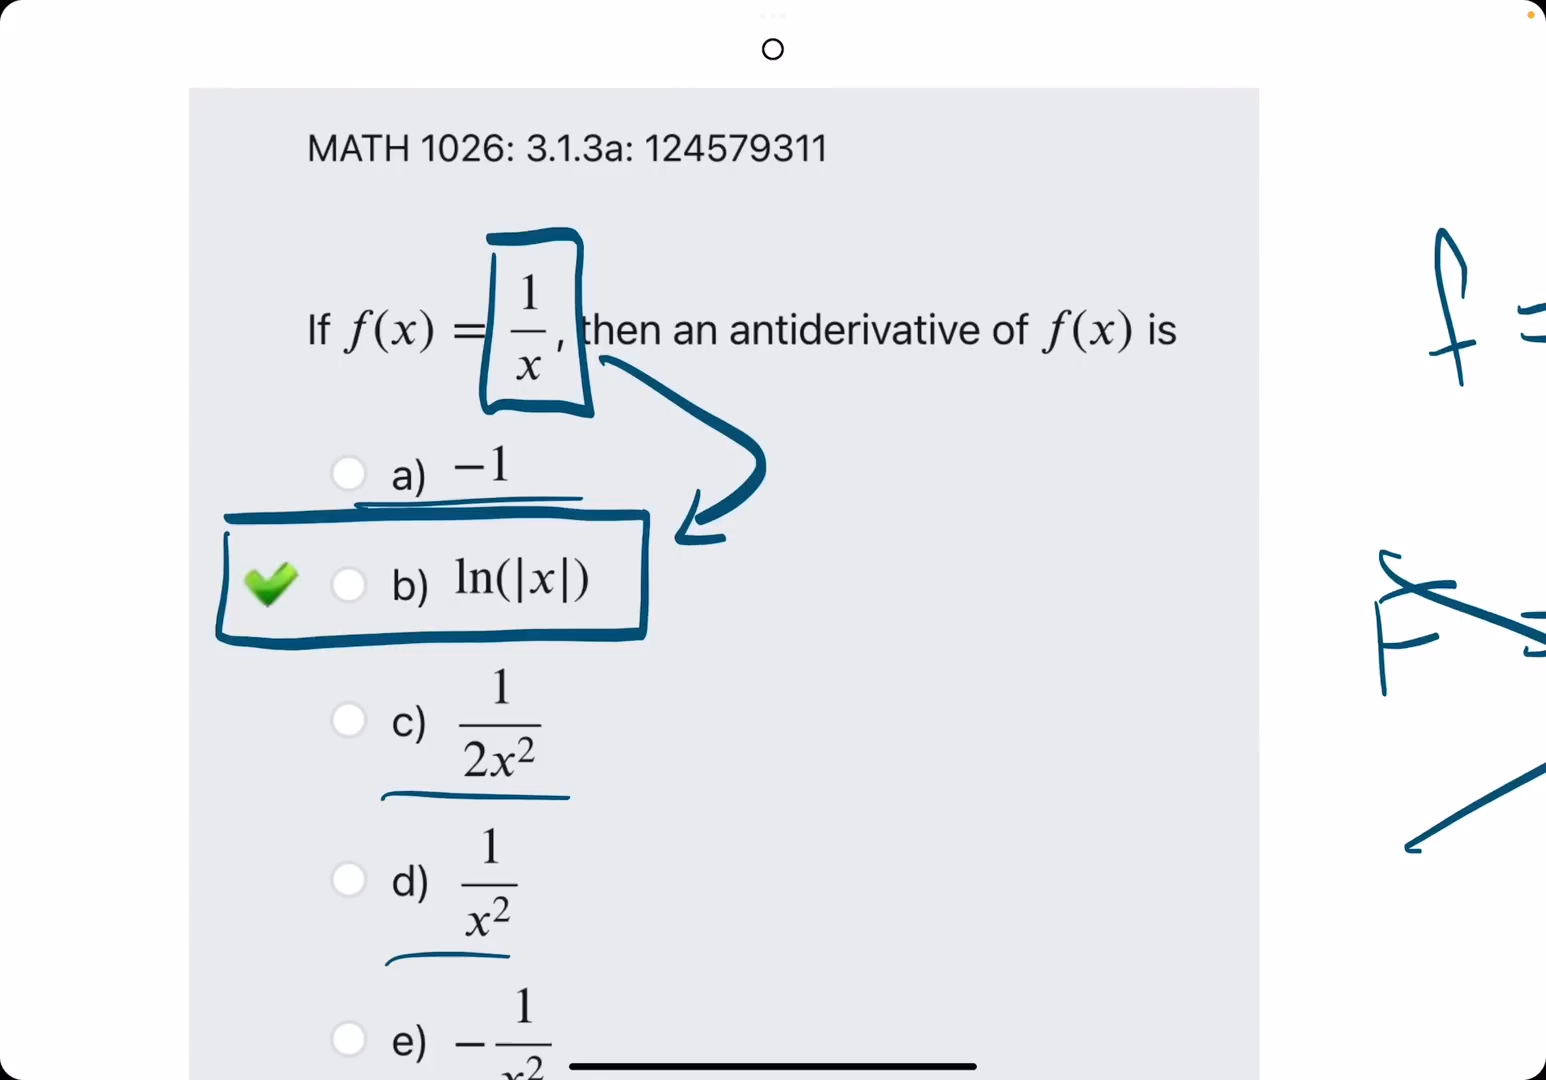 MATH 1026: 3.1.3a: 124579311
If f(x) = 1/x, then an antiderivative of f(x) is
a) −1
b) ln(|x|)
c) 1/(2x²)
d) 1/x²
e) −1/x²
f =
F =